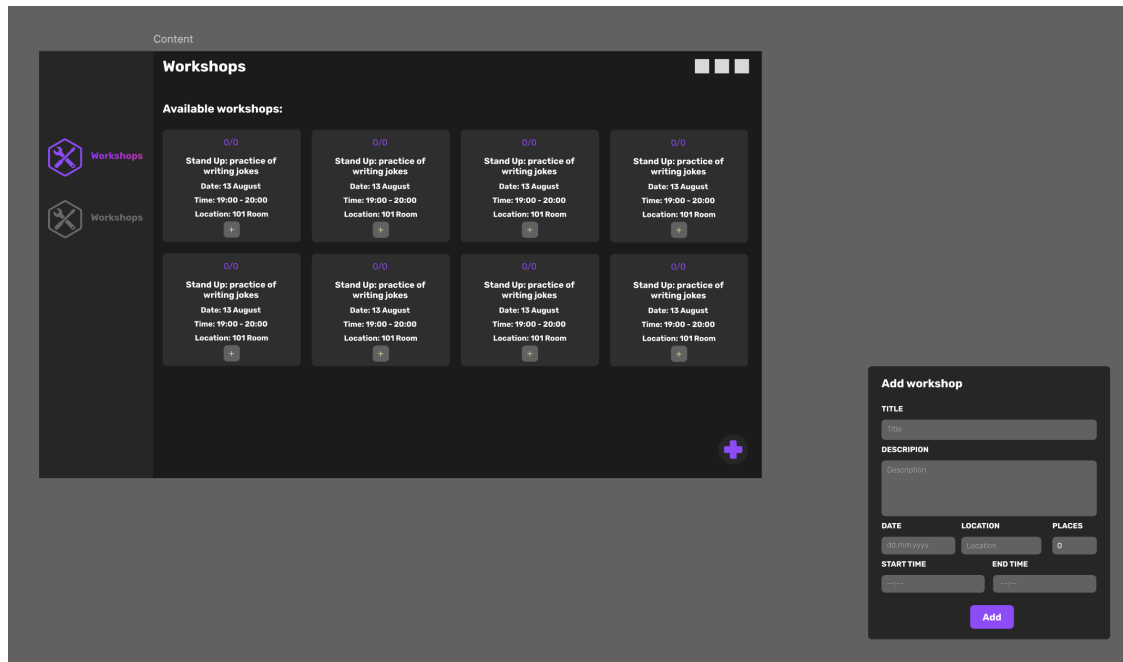 Content
Workshops
Available workshops:
Workshops
Workshops
0/0
Stand Up: practice of
writing jokes
Date: 13 August
Time: 19:00 - 20:00
Location: 101 Room
+
0/0
Stand Up: practice of
writing jokes
Date: 13 August
Time: 19:00 - 20:00
Location: 101 Room
+
0/0
Stand Up: practice of
writing jokes
Date: 13 August
Time: 19:00 - 20:00
Location: 101 Room
+
0/0
Stand Up: practice of
writing jokes
Date: 13 August
Time: 19:00 - 20:00
Location: 101 Room
+
0/0
Stand Up: practice of
writing jokes
Date: 13 August
Time: 19:00 - 20:00
Location: 101 Room
+
0/0
Stand Up: practice of
writing jokes
Date: 13 August
Time: 19:00 - 20:00
Location: 101 Room
+
0/0
Stand Up: practice of
writing jokes
Date: 13 August
Time: 19:00 - 20:00
Location: 101 Room
+
0/0
Stand Up: practice of
writing jokes
Date: 13 August
Time: 19:00 - 20:00
Location: 101 Room
+
Add workshop
TITLE
Title
DESCRIPION
Description
DATE LOCATION PLACES
dd.mm.yyyy Location 0
START TIME END TIME
--:-- --:--
Add